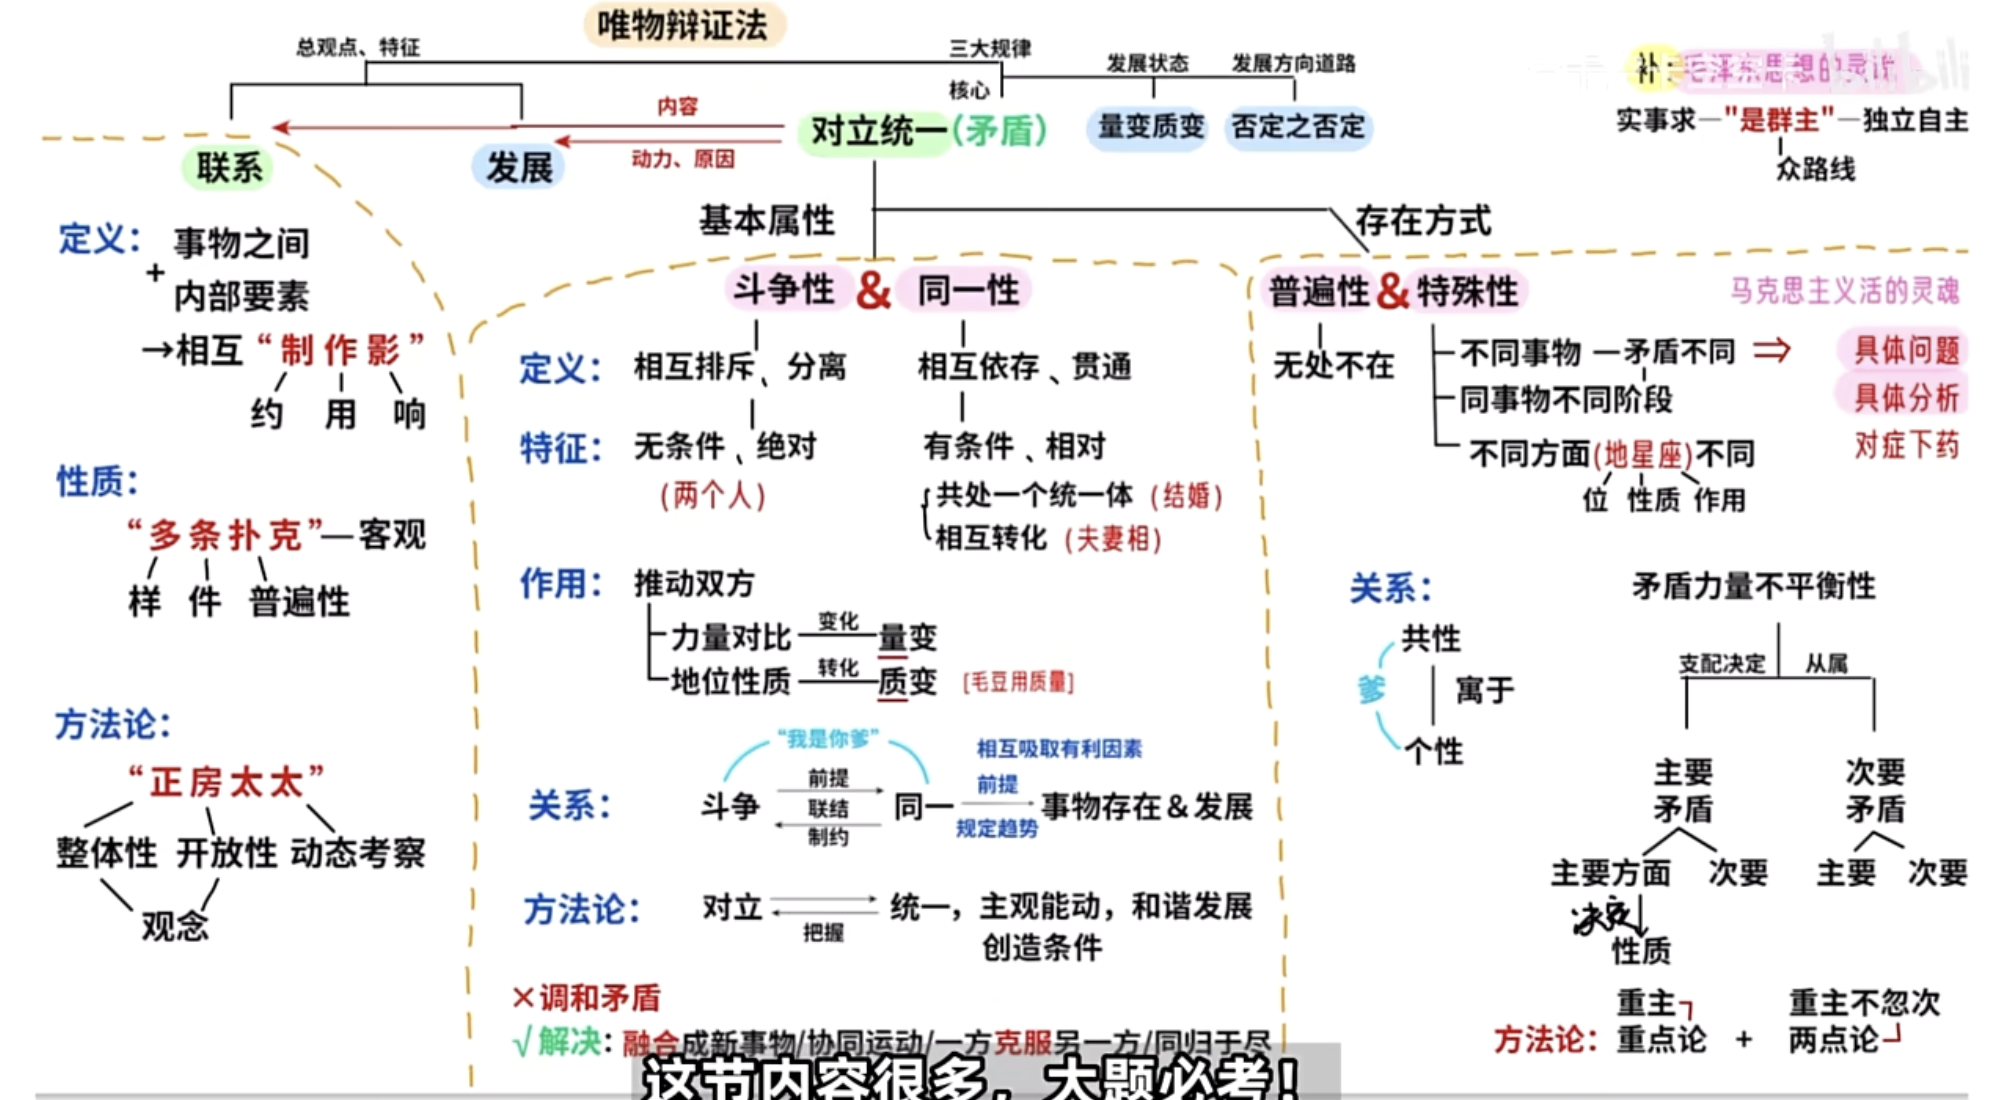 唯物辩证法
总观点、特征
三大规律
核心
发展状态
发展方向道路
联系
发展
内容
动力、原因
对立统一(矛盾)
量变质变
否定之否定
补:
思想的灵
实事求—"是群主"—独立自主
众路线
定义:
事物之间
+
内部要素
→相互“制作影”
约 用 响
性质:
“多条扑克”—客观
样 件 普遍性
方法论:
“正房太太”
整体性 开放性 动态考察
观念
基本属性
存在方式
斗争性 & 同一性
定义: 相互排斥、分离 相互依存、贯通
特征: 无条件、绝对 有条件、相对
(两个人)
共处一个统一体 (结婚)
相互转化 (夫妻相)
作用: 推动双方
力量对比 变化 量变
地位性质 转化 质变 [毛豆用质量]
“我是你爹”
相互吸取有利因素
关系:
斗争
前提
联结
制约
同一
前提
规定趋势
事物存在&发展
方法论: 对立
把握
统一,主观能动,和谐发展
创造条件
×调和矛盾
√解决:融合成新事物/协同运动/一方克服另一方/同归于尽
普遍性&特殊性
马克思主义活的灵魂
无处不在
不同事物—矛盾不同 ⇒
同事物不同阶段
不同方面(地星座)不同
位 性质 作用
具体问题
具体分析
对症下药
关系:
共性
爹
寓于
个性
矛盾力量不平衡性
支配决定 从属
主要
矛盾
次要
矛盾
主要方面 次要 主要 次要
决定
性质
重主
重主不忽次
方法论:重点论 + 两点论
这节内容很多,大题必考!